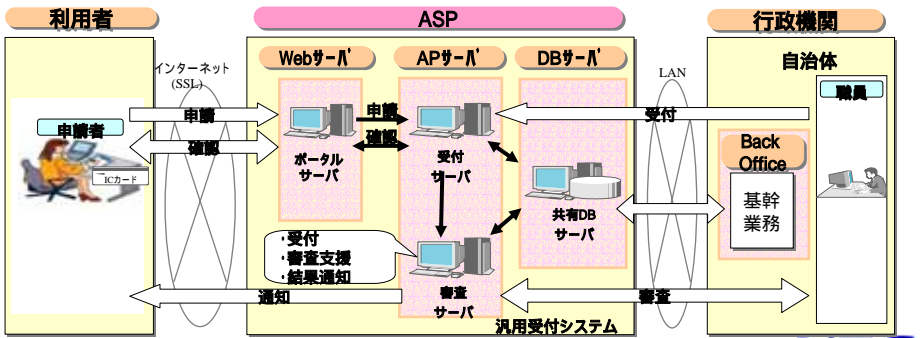 利用者
ASP
行政機関
Webサーバ
APサーバ
DBサーバ
自治体
インターネット
(SSL)
LAN
職員
申請者
申請
申請
受付
確認
確認
ICカード
ポータル
サーバ
受付
サーバ
Back
Office
基幹
業務
共有DB
サーバ
・受付
・審査支援
・結果通知
通知
審査
サーバ
審査
汎用受付システム